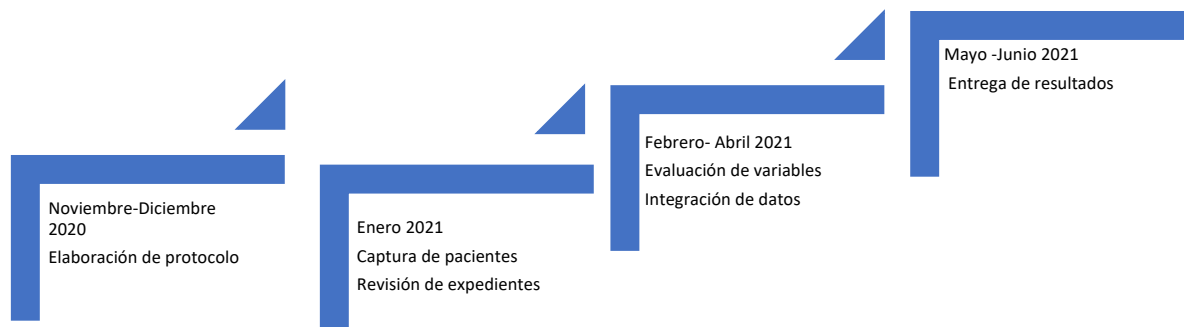 Noviembre-Diciembre
2020
Elaboración de protocolo
Enero 2021
Captura de pacientes
Revisión de expedientes
Febrero- Abril 2021
Evaluación de variables
Integración de datos
Mayo -Junio 2021
Entrega de resultados